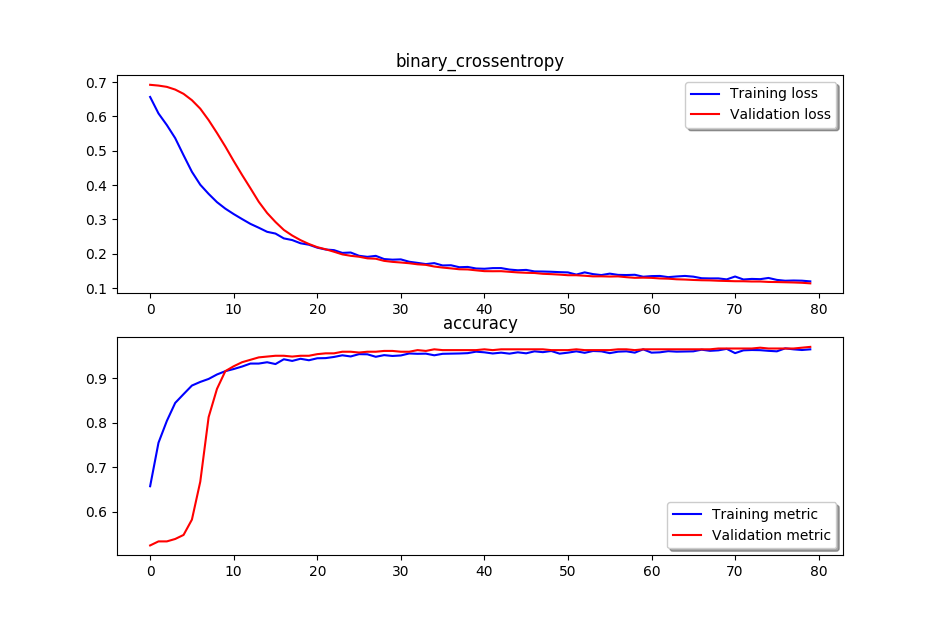 binary_crossentropy
0.7
0.6
0.5
0.4
0.3
0.2
0.1
Training loss
Validation loss
0 10 20 30 40 50 60 70 80
accuracy
0.9
0.8
0.7
0.6
Training metric
Validation metric
0 10 20 30 40 50 60 70 80